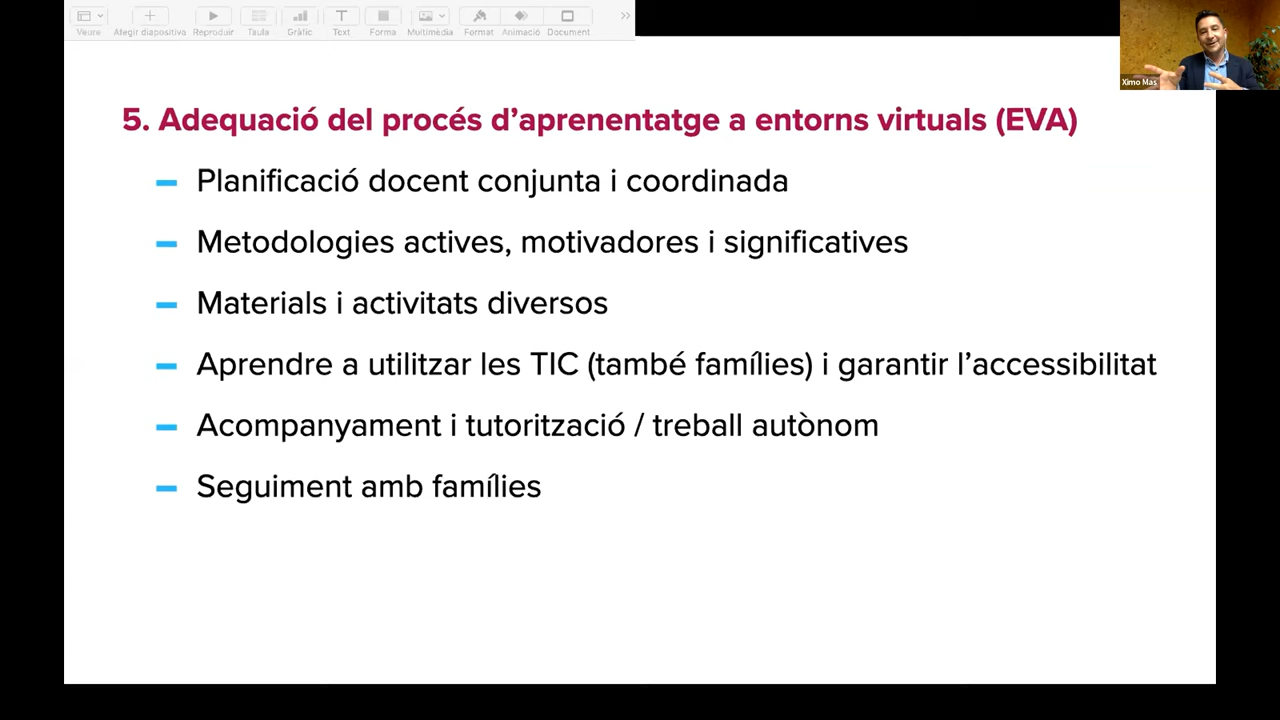 Veure
Afegir diapositiva
Reproduir
Taula
Gràfic
Text
Forma
Multimèdia
Format
Animació
Document
Ximo Mas
5. Adequació del procés d’aprenentatge a entorns virtuals (EVA)
Planificació docent conjunta i coordinada
Metodologies actives, motivadores i significatives
Materials i activitats diversos
Aprendre a utilitzar les TIC (també famílies) i garantir l’accessibilitat
Acompanyament i tutorització / treball autònom
Seguiment amb famílies